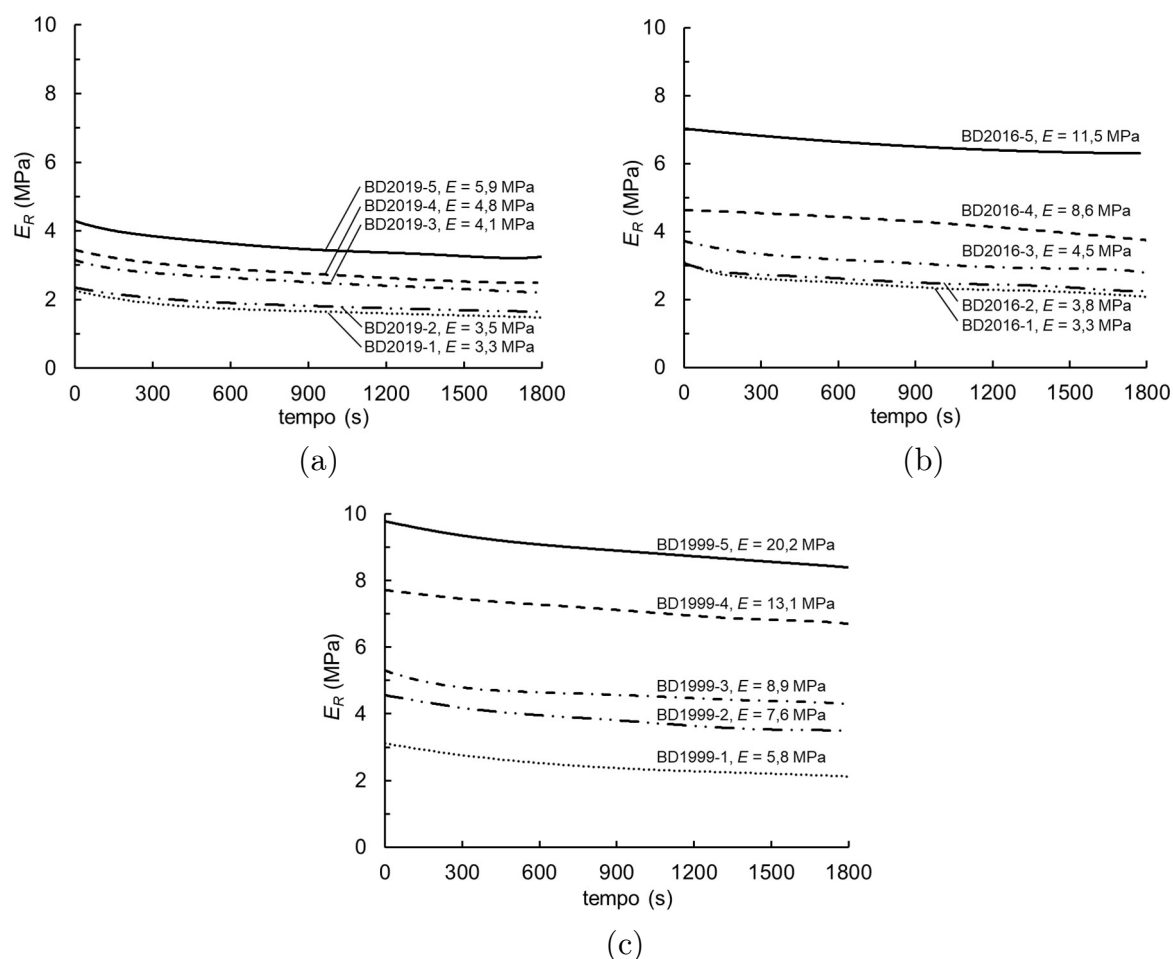 10
8
6
4
2
0
E_R (MPa)
BD2019-5, E = 5,9 MPa
BD2019-4, E = 4,8 MPa
BD2019-3, E = 4,1 MPa
BD2019-2, E = 3,5 MPa
BD2019-1, E = 3,3 MPa
0 300 600 900 1200 1500 1800
tempo (s)
(a)
10
8
6
4
2
0
E_R (MPa)
BD2016-5, E = 11,5 MPa
BD2016-4, E = 8,6 MPa
BD2016-3, E = 4,5 MPa
BD2016-2, E = 3,8 MPa
BD2016-1, E = 3,3 MPa
0 300 600 900 1200 1500 1800
tempo (s)
(b)
10
8
6
4
2
0
E_R (MPa)
BD1999-5, E = 20,2 MPa
BD1999-4, E = 13,1 MPa
BD1999-3, E = 8,9 MPa
BD1999-2, E = 7,6 MPa
BD1999-1, E = 5,8 MPa
0 300 600 900 1200 1500 1800
tempo (s)
(c)